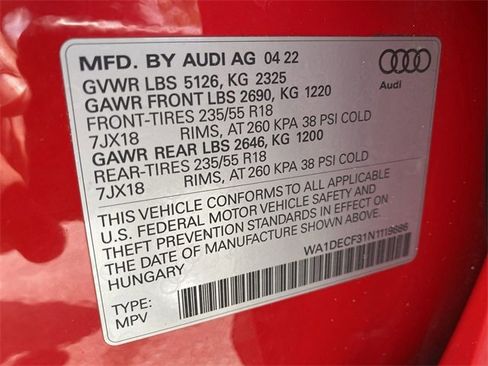 MFD. BY AUDI AG 04 22
GVWR LBS 5126, KG 2325
GAWR FRONT LBS 2690, KG 1220
FRONT-TIRES 235/55 R18
7JX18 RIMS, AT 260 KPA 38 PSI COLD
GAWR REAR LBS 2646, KG 1200
REAR-TIRES 235/55 R18
7JX18 RIMS, AT 260 KPA 38 PSI COLD
Audi
THIS VEHICLE CONFORMS TO ALL APPLICABLE
U.S. FEDERAL MOTOR VEHICLE SAFETY AND
THEFT PREVENTION STANDARDS IN EFFECT ON
THE DATE OF MANUFACTURE SHOWN ABOVE.
HUNGARY
WA1DECF31N1119886
TYPE:
MPV